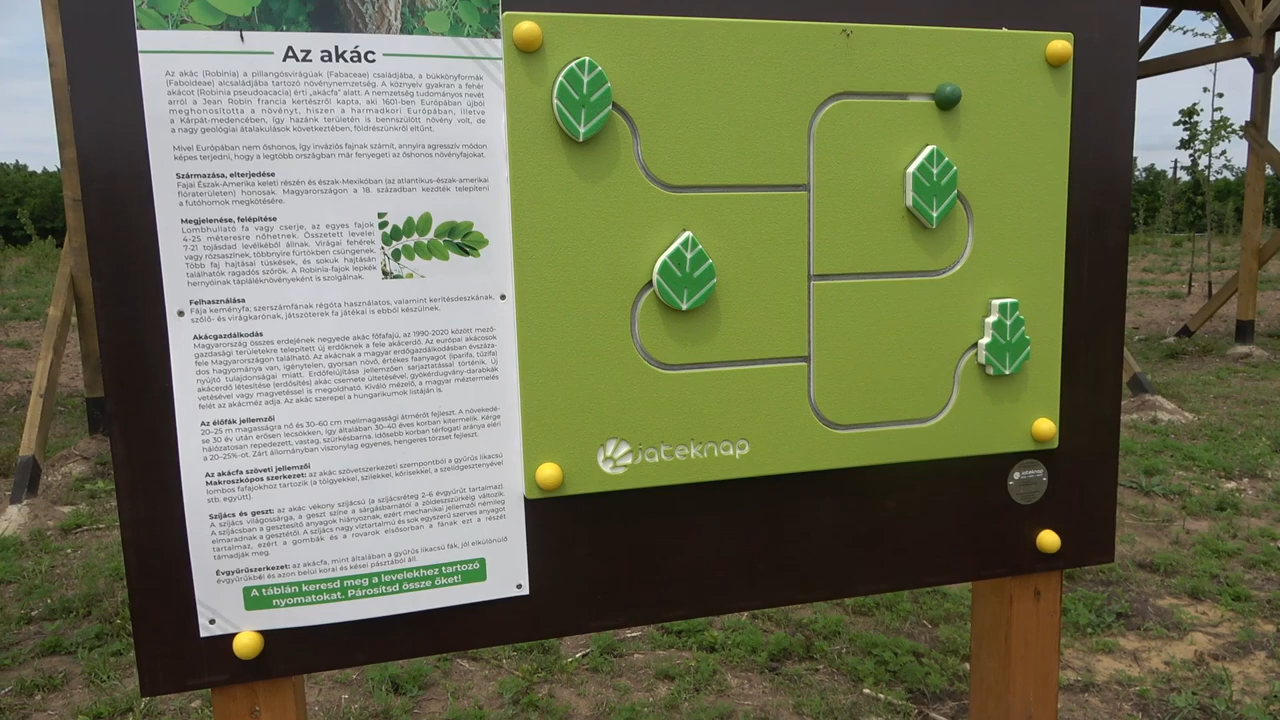 Az akác
Az akác (Robinia) a pillangósvirágúak (Fabaceae) családjába, a bükkönyformák
(Faboideae) alcsaládjába tartozó növénynemzetség. A köznyelv gyakran a fehér
akácot (Robinia pseudoacacia) érti „akácfa” alatt. A nemzetség tudományos nevét
arról a Jean Robin francia kertészről kapta, aki 1601-ben Európában újból
meghonosította a növényt, hiszen a harmadkori Európában, illetve
a Kárpát-medencében, így hazánk területén is bennszülött növény volt, de
a nagy geológiai átalakulások következtében, földrészünkről eltűnt.
Mivel Európában nem őshonos, így inváziós fajnak számít, annyira agresszív módon
képes terjedni, hogy a legtöbb országban már fenyegeti az őshonos növényfajokat.
Származása, elterjedése
Fajai Észak-Amerika keleti részén és észak-Mexikóban (az atlantikus-észak-amerikai
flóraterületen) honosak. Magyarországon a 18. században kezdték telepíteni
a futóhomok megkötésére.
Megjelenése, felépítése
Lombhullató fa vagy cserje, az egyes fajok
4-25 méteresre nőhetnek. Összetett levelei
7-21 tojásdad levélkéből állnak. Virágai fehérek
vagy rózsaszínek, többnyire fürtökben csüngenek.
Több faj hajtásai tüskések, és sokuk hajtásán
találhatók ragadós szőrök. A Robinia-fajok lepkék
hernyóinak tápláléknövényeként is szolgálnak.
Felhasználása
Fája keményfa; szerszámfának régóta használatos, valamint kerítésdeszkának,
szőlő- és virágkarónak, játszóterek fa játékai is ebből készülnek.
Akácgazdálkodás
Magyarország összes erdejének negyede akác főfafajú, az 1990-2020 között mező-
gazdasági területekre telepített új erdőknek a fele akácerdő. Az európai akácosok
fele Magyarországon található. Az akácnak a magyar erdőgazdálkodásban évszáza-
dos hagyománya van, igénytelen, gyorsan növő, értékes faanyagot (iparifa, tűzifa)
nyújtó tulajdonságai miatt. Erdőfelújítása jellemzően sarjaztatással történik. Új
akácerdő létesítése (erdősítés) akác csemete ültetésével, gyökérdugvány-darabkák
vetésével vagy magvetéssel is megoldható. Kiváló mézelő, a magyar méztermelés
felét az akácméz adja. Az akác szerepel a hungarikumok listáján is.
Az élőfák jellemzői
20–25 m magasságra nő és 30–60 cm mellmagassági átmérőt fejleszt. A növekedé-
se 30 év után erősen lecsökken, így általában 30–40 éves korban kitermelik. Kérge
hálózatosan repedezett, vastag, szürkésbarna. Idősebb korban térfogati aránya eléri
a 20–25%-ot. Zárt állományban viszonylag egyenes, hengeres törzset fejleszt.
Az akácfa szöveti jellemzői
Makroszkópos szerkezet: az akác szövetszerkezeti szempontból a gyűrűs likacsú
lombos fafajokhoz tartozik (a tölgyekkel, szilekkel, kőrisekkel, a szelídgesztenyével
stb. együtt).
Szíjács és geszt: az akác vékony szíjácsú (a szíjácsréteg 2-6 évgyűrűt tartalmaz).
A szíjács világossárga, a geszt színe a sárgásbarnától a zöldesszürkéig változik.
A szíjácsban a gesztesítő anyagok hiányoznak, ezért mechanikai jellemzői némileg
elmaradnak a gesztétől. A szíjács nagy víztartalmú és sok egyszerű szerves anyagot
tartalmaz, ezért a gombák és a rovarok elsősorban a fának ezt a részét
támadják meg.
Évgyűrűszerkezet: az akácfa, mint általában a gyűrűs likacsú fák, jól elkülönülő
évgyűrűkből és azon belül korai és kései pásztából áll.
A táblán keresd meg a levelekhez tartozó
nyomatokat. Párosítsd össze őket!
jateknap
jateknap